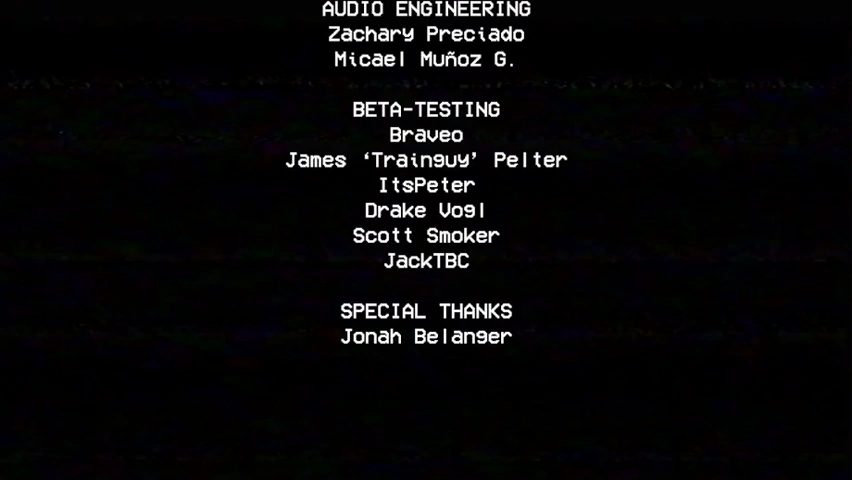 AUDIO ENGINEERING
Zachary Preciado
Micael Muñoz G.
BETA-TESTING
Braveo
James ‘Trainguy’ Pelter
ItsPeter
Drake Vogl
Scott Smoker
JackTBC
SPECIAL THANKS
Jonah Belanger